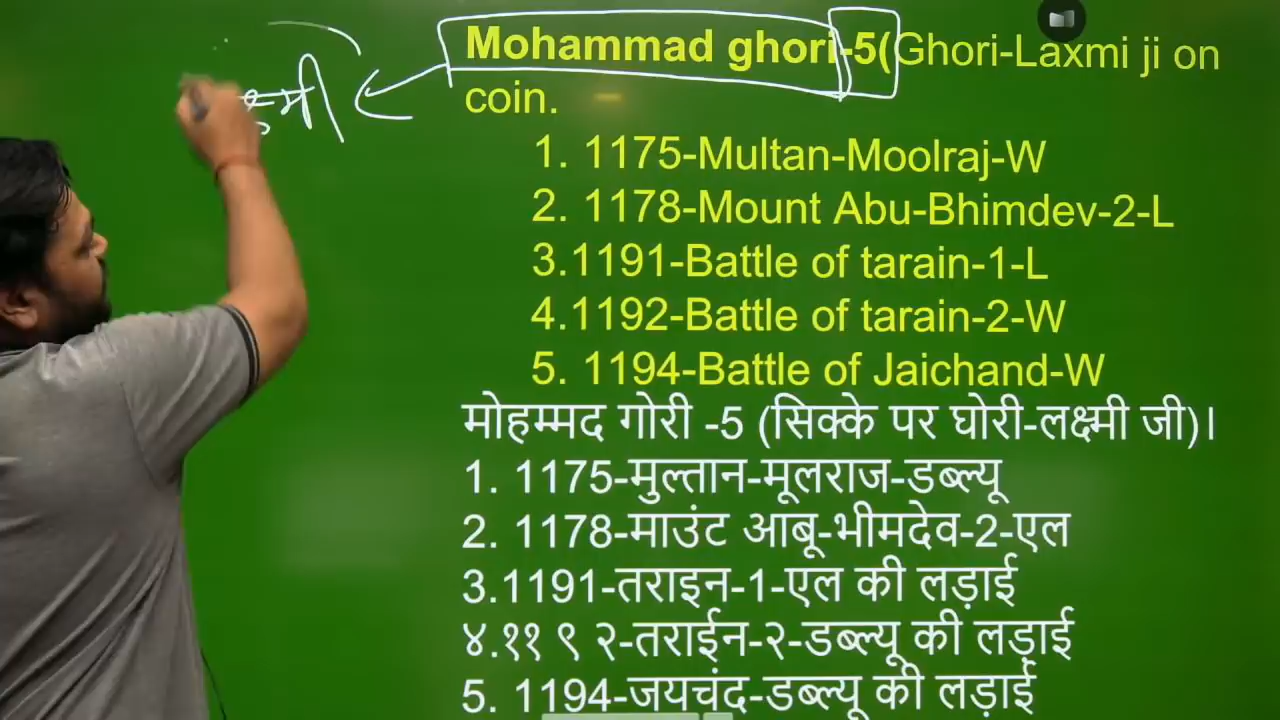 Mohammad ghori-5(Ghori-Laxmi ji on
coin.
1. 1175-Multan-Moolraj-W
2. 1178-Mount Abu-Bhimdev-2-L
3.1191-Battle of tarain-1-L
4.1192-Battle of tarain-2-W
5. 1194-Battle of Jaichand-W
मोहम्मद गोरी -5 (सिक्के पर घोरी-लक्ष्मी जी)।
1. 1175-मुल्तान-मूलराज-डब्ल्यू
2. 1178-माउंट आबू-भीमदेव-2-एल
3.1191-तराइन-1-एल की लड़ाई
४.११ ९ २-तराईन-२-डब्ल्यू की लड़ाई
5. 1194-जयचंद-डब्ल्यू की लड़ाई